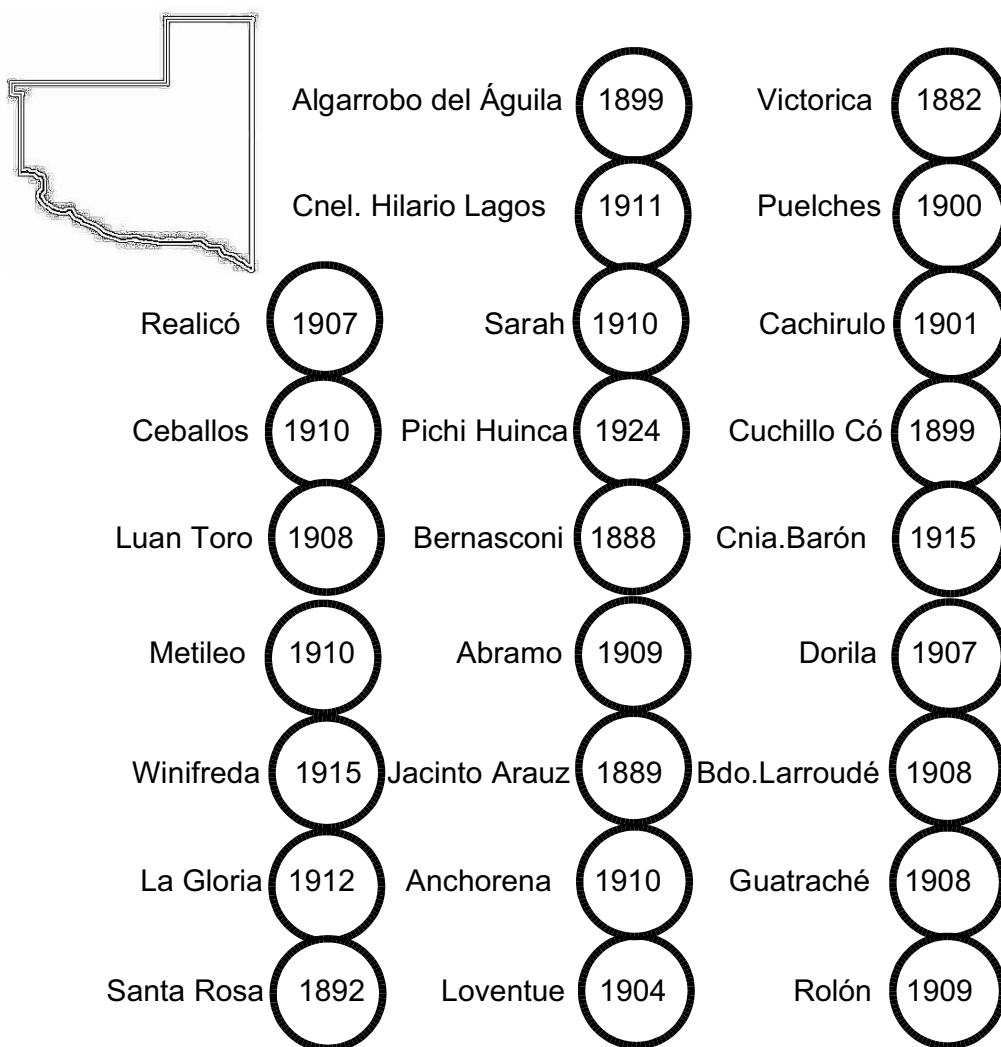 Algarrobo del Águila 1899 Victorica 1882
Cnel. Hilario Lagos 1911 Puelches 1900
Realicó 1907 Sarah 1910 Cachirulo 1901
Ceballos 1910 Pichi Huinca 1924 Cuchillo Có 1899
Luan Toro 1908 Bernasconi 1888 Cnia.Barón 1915
Metileo 1910 Abramo 1909 Dorila 1907
Winifreda 1915 Jacinto Arauz 1889 Bdo.Larroudé 1908
La Gloria 1912 Anchorena 1910 Guatraché 1908
Santa Rosa 1892 Loventue 1904 Rolón 1909